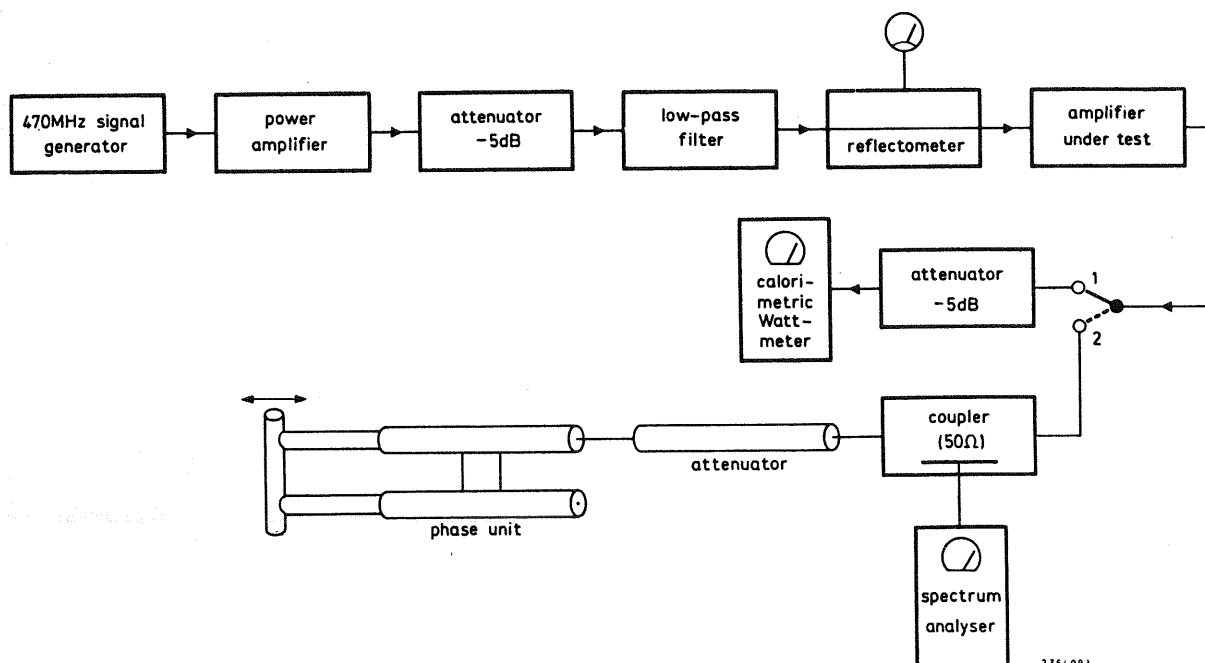 470MHz signal
generator
power
amplifier
attenuator
-5dB
low-pass
filter
reflectometer
amplifier
under test
calori-
metric
Watt-
meter
attenuator
-5dB
1
2
coupler
(50Ω)
attenuator
phase unit
spectrum
analyser